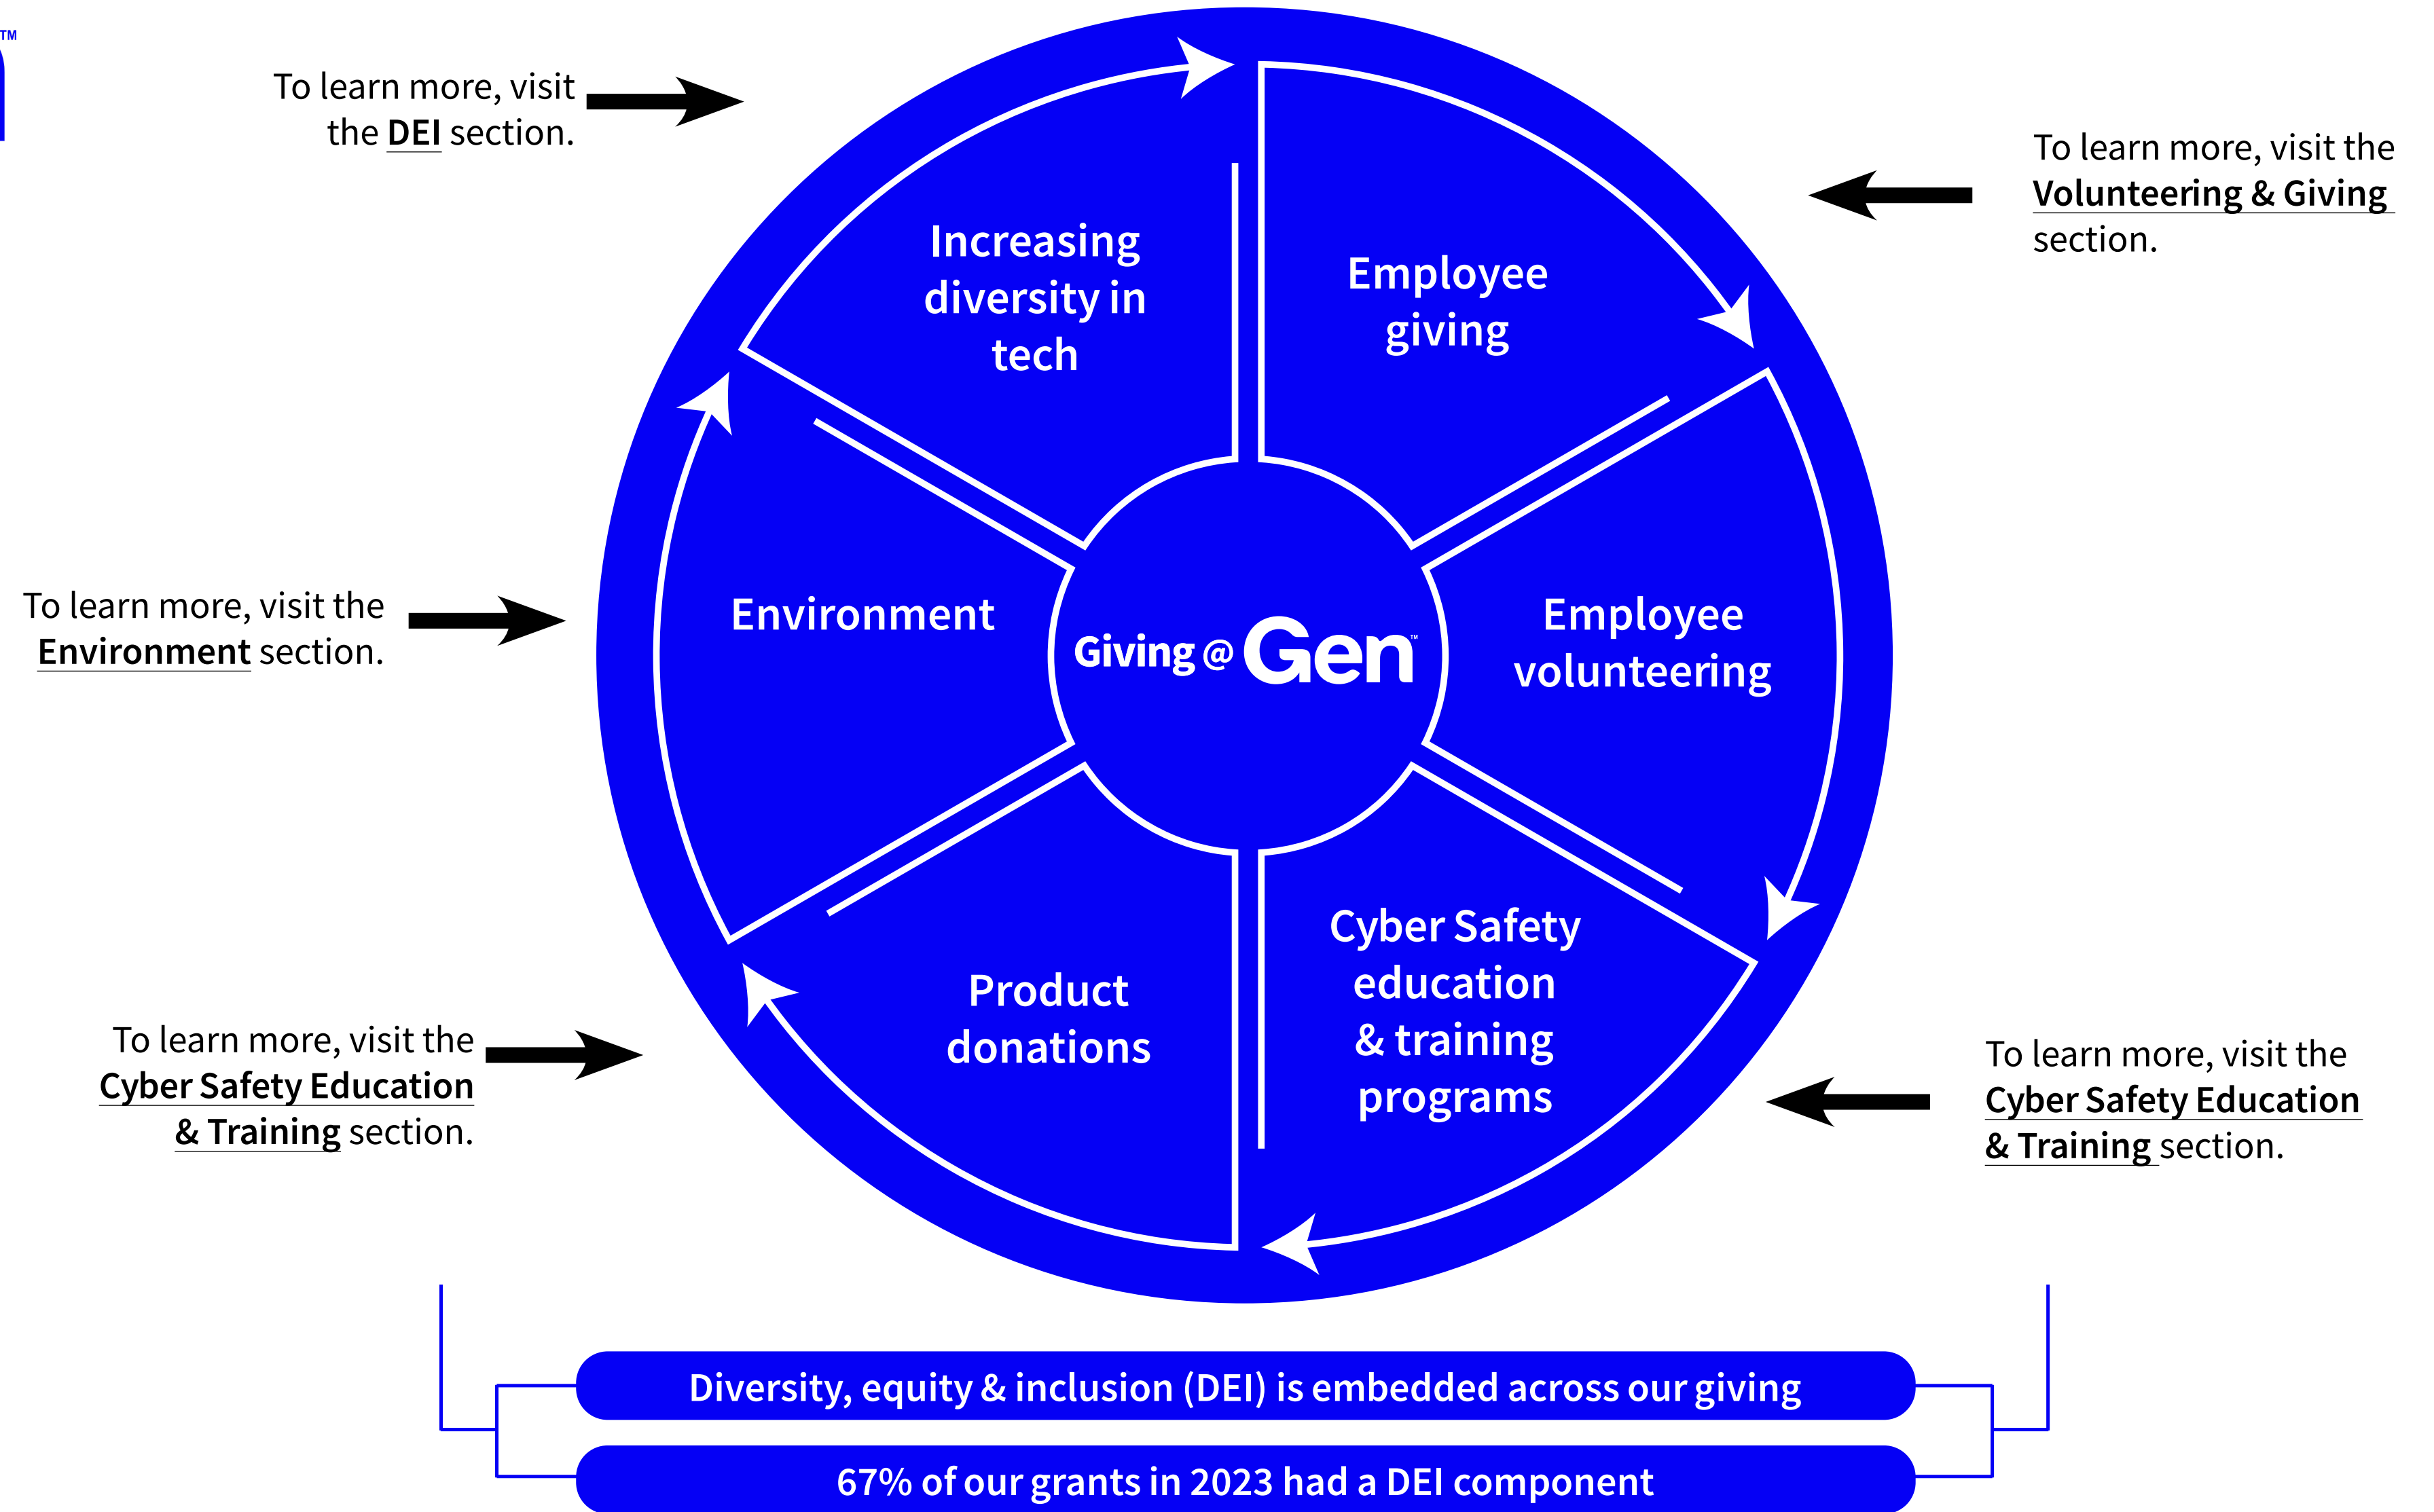 TM
To learn more, visit
the DEI section.
To learn more, visit the
Volunteering & Giving
section.
Increasing
diversity in
tech
Employee
giving
To learn more, visit the
Environment section.
Environment
Giving @ Gen™
Employee
volunteering
To learn more, visit the
Cyber Safety Education
& Training section.
Product
donations
Cyber Safety
education
& training
programs
To learn more, visit the
Cyber Safety Education
& Training section.
Diversity, equity & inclusion (DEI) is embedded across our giving
67% of our grants in 2023 had a DEI component